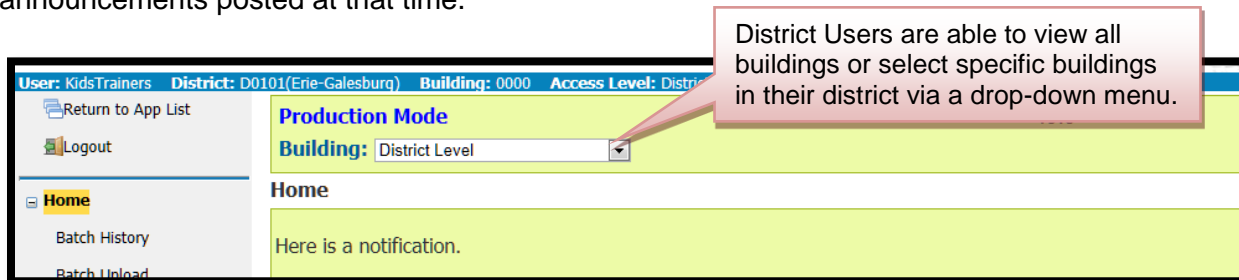 announcements posted at that time.
District Users are able to view all
buildings or select specific buildings
in their district via a drop-down menu.
User: KidsTrainers District: D0101(Erie-Galesburg) Building: 0000 Access Level:
Return to App List
Logout
Production Mode
Building: District Level
Home
Batch History
Batch Upload
Home
Here is a notification.